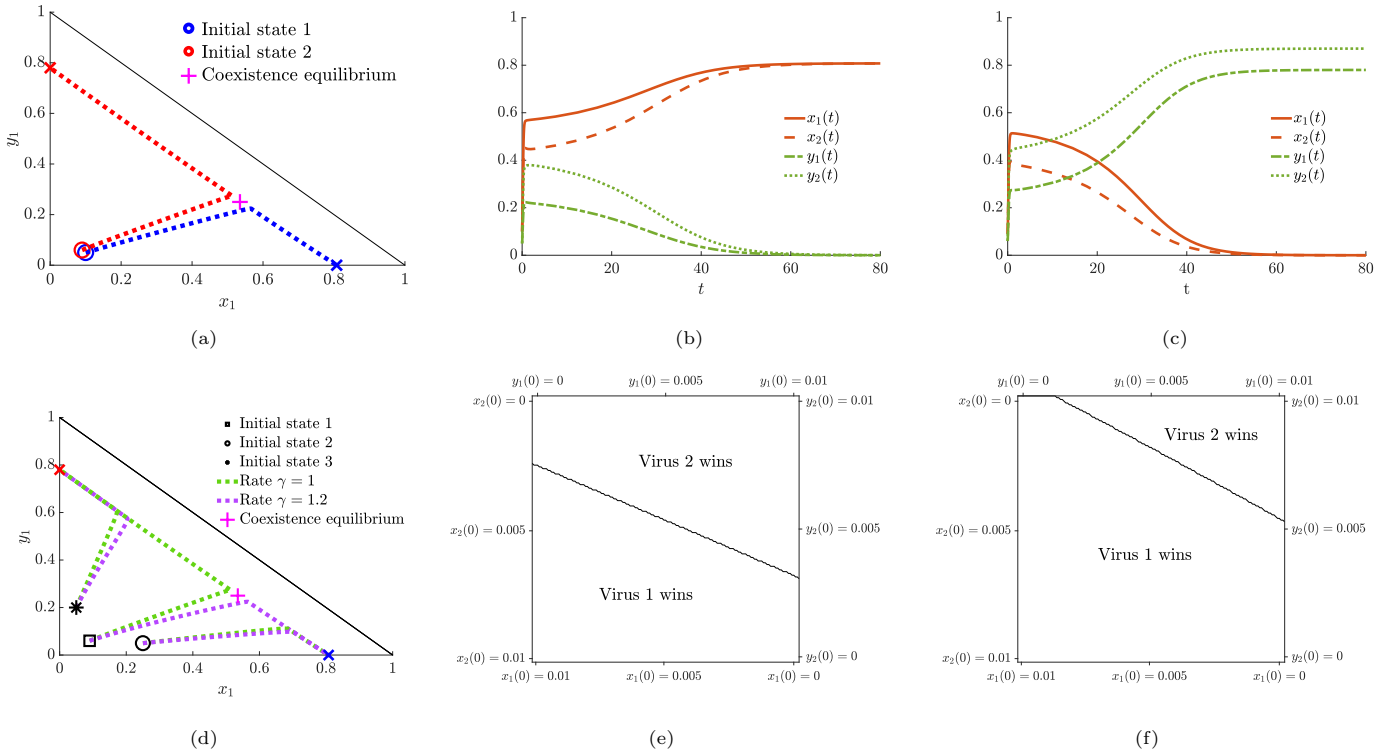 1
0.8
0.6
0.4
0.2
0
0
0.2
0.4
0.6
0.8
1
y1
x1
Initial state 1
Initial state 2
Coexistence equilibrium
(a)
1
0.8
0.6
0.4
0.2
0
0
20
40
60
80
t
x1(t)
x2(t)
y1(t)
y2(t)
(b)
1
0.8
0.6
0.4
0.2
0
0
20
40
60
80
t
x1(t)
x2(t)
y1(t)
y2(t)
(c)
1
0.8
0.6
0.4
0.2
0
0
0.2
0.4
0.6
0.8
1
y1
x1
Initial state 1
Initial state 2
Initial state 3
Rate γ = 1
Rate γ = 1.2
Coexistence equilibrium
(d)
y1(0) = 0
y1(0) = 0.005
y1(0) = 0.01
x2(0) = 0
y2(0) = 0.01
Virus 2 wins
x2(0) = 0.005
y2(0) = 0.005
Virus 1 wins
x2(0) = 0.01
y2(0) = 0
x1(0) = 0.01
x1(0) = 0.005
x1(0) = 0
(e)
y1(0) = 0
y1(0) = 0.005
y1(0) = 0.01
x2(0) = 0
y2(0) = 0.01
Virus 2 wins
x2(0) = 0.005
y2(0) = 0.005
Virus 1 wins
x2(0) = 0.01
y2(0) = 0
x1(0) = 0.01
x1(0) = 0.005
x1(0) = 0
(f)